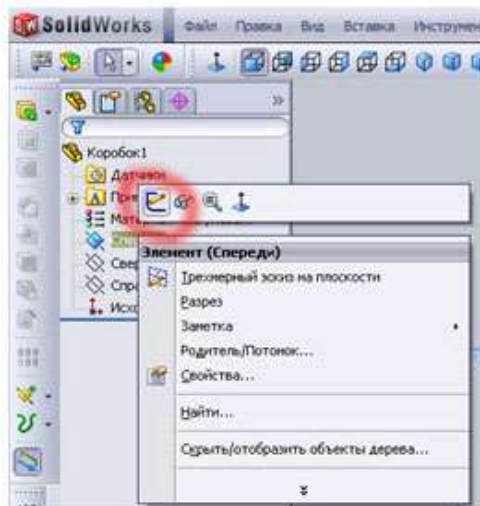 SolidWorks Файл Правка Вид Вставка
Коробок1
Датчики
Элемент (Спереди)
Трехмерный эскиз на плоскости
Разрез
Заметка
Родитель/Потомок...
Свойства...
Найти...
Скрыть/отобразить объекты дерева...